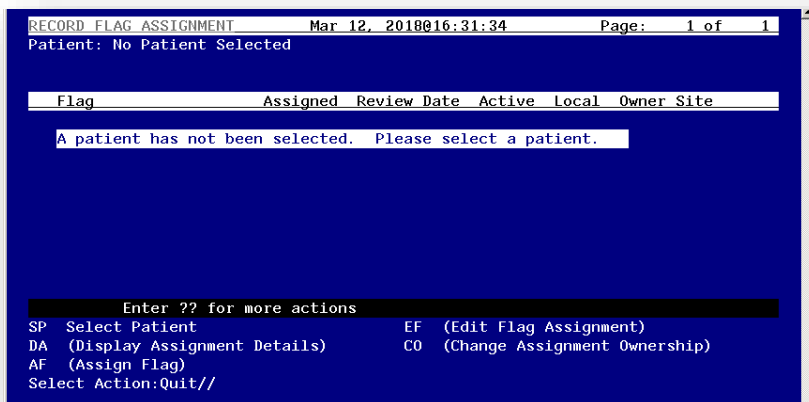 RECORD FLAG ASSIGNMENT Mar 12, 2018@16:31:34 Page: 1 of 1
Patient: No Patient Selected
Flag Assigned Review Date Active Local Owner Site
A patient has not been selected. Please select a patient.
Enter ?? for more actions
SP Select Patient EF (Edit Flag Assignment)
DA (Display Assignment Details) CO (Change Assignment Ownership)
AF (Assign Flag)
Select Action:Quit//